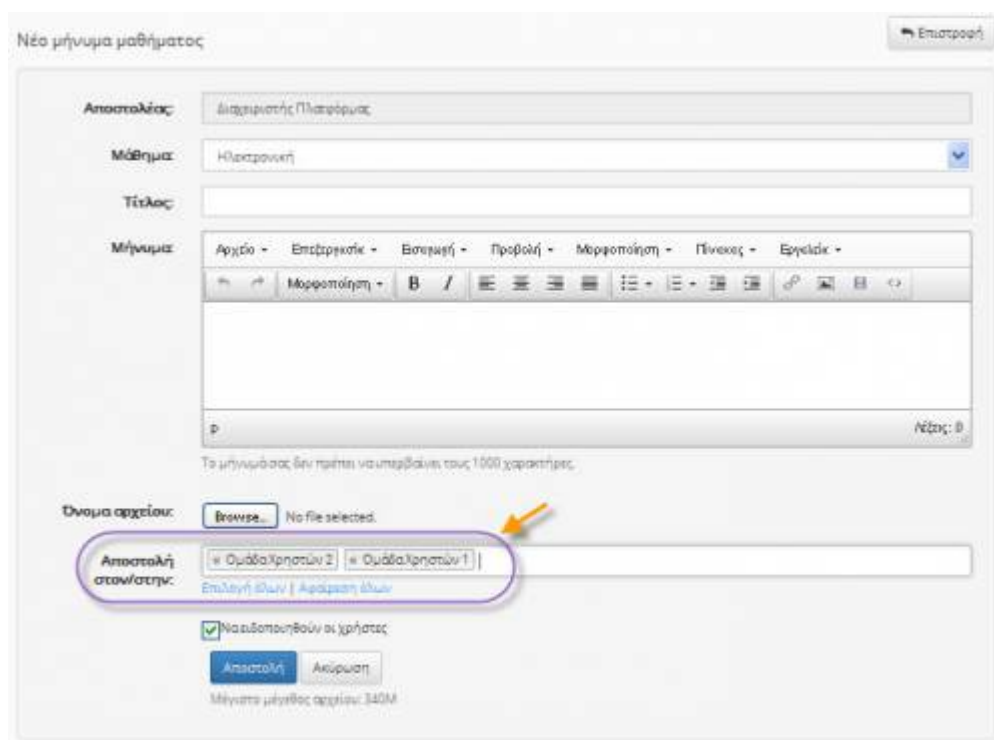 Νέο μήνυμα μαθήματος
Επιστροφή
Αποστολέας: Διαχειριστής Πλατφόρμας
Μάθημα: Ηλεκτρονική
Τίτλος:
Μήνυμα: Αρχείο Επεξεργασία Εισαγωγή Προβολή Μορφοποίηση Πίνακας Εργαλεία
Μορφοποίηση B I
p Λέξεις: 0
Το μήνυμά σας δεν πρέπει να υπερβαίνει τους 1000 χαρακτήρες.
Όνομα αρχείου: Browse... No file selected.
Αποστολή στον/στην: × ΟμάδαΧρηστών 2 × ΟμάδαΧρηστών 1
Επιλογή όλων | Αφαίρεση όλων
Να ειδοποιηθούν οι χρήστες
Αποστολή Ακύρωση
Μέγιστο μέγεθος αρχείου: 340M